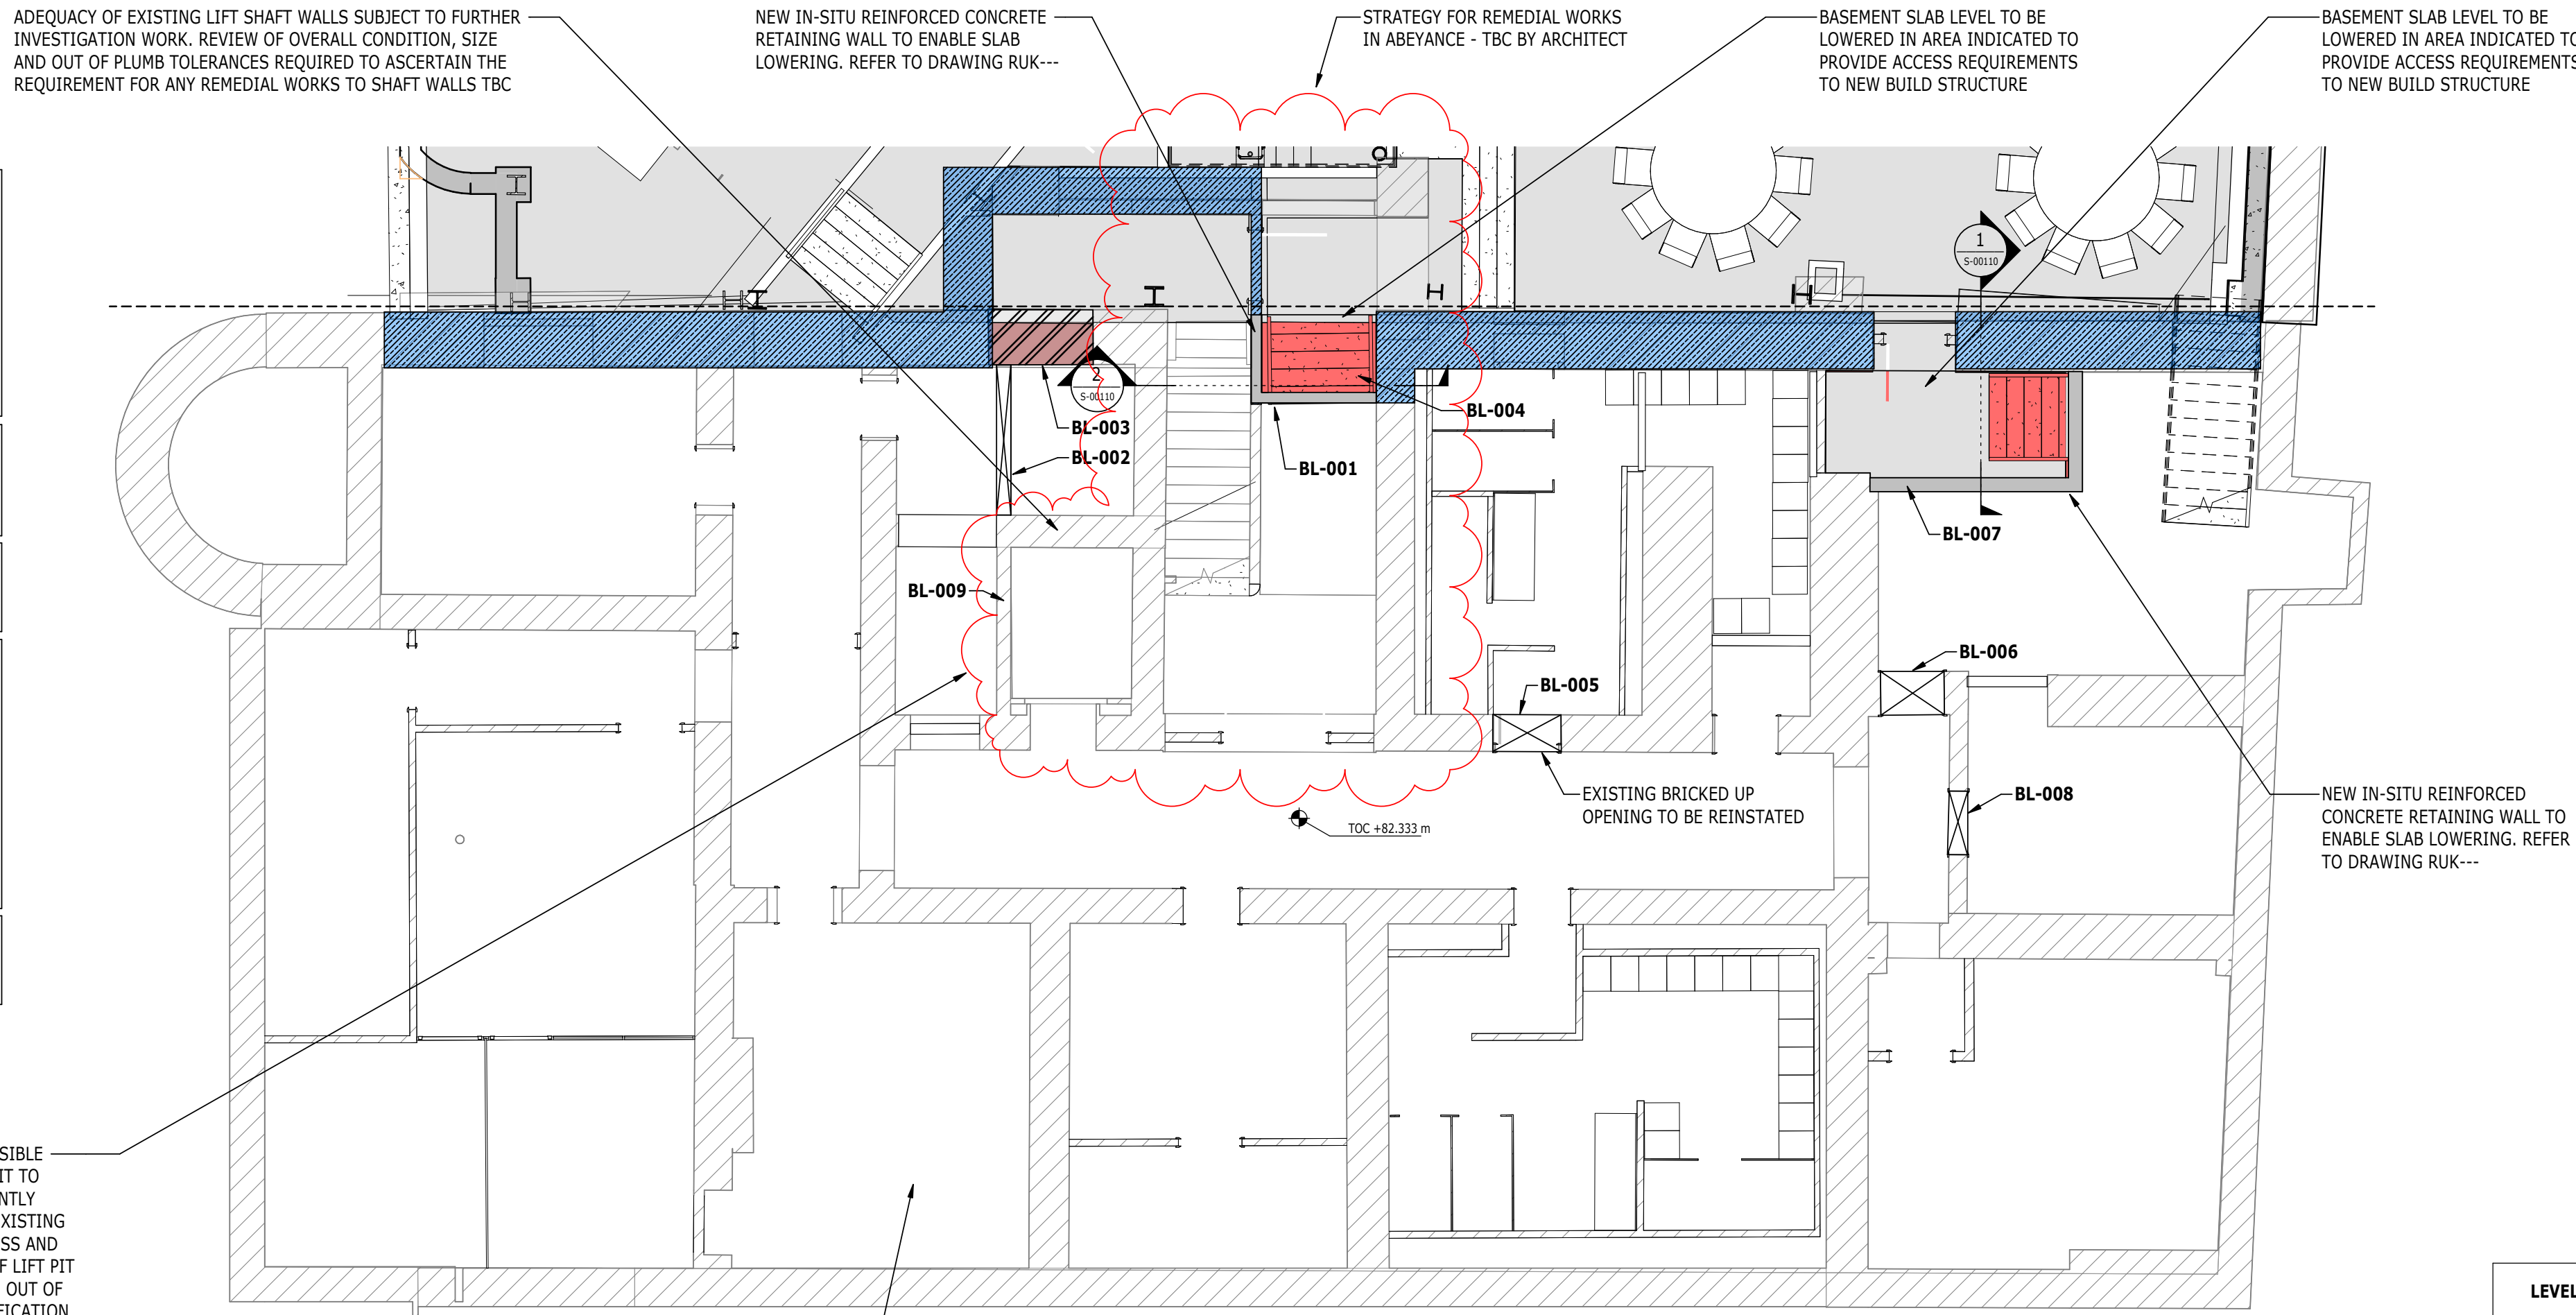 ADEQUACY OF EXISTING LIFT SHAFT WALLS SUBJECT TO FURTHER
INVESTIGATION WORK. REVIEW OF OVERALL CONDITION, SIZE
AND OUT OF PLUMB TOLERANCES REQUIRED TO ASCERTAIN THE
REQUIREMENT FOR ANY REMEDIAL WORKS TO SHAFT WALLS TBC
NEW IN-SITU REINFORCED CONCRETE
RETAINING WALL TO ENABLE SLAB
LOWERING. REFER TO DRAWING RUK---
STRATEGY FOR REMEDIAL WORKS
IN ABEYANCE - TBC BY ARCHITECT
BASEMENT SLAB LEVEL TO BE
LOWERED IN AREA INDICATED TO
PROVIDE ACCESS REQUIREMENTS
TO NEW BUILD STRUCTURE
BASEMENT SLAB LEVEL TO BE
LOWERED IN AREA INDICATED TO
PROVIDE ACCESS REQUIREMENTS
TO NEW BUILD STRUCTURE
1
S-00110
2
S-00110
BL-003
BL-002
BL-004
BL-001
BL-007
BL-009
BL-006
BL-005
BL-008
EXISTING BRICKED UP
OPENING TO BE REINSTATED
TOC +82.333 m
NEW IN-SITU REINFORCED
CONCRETE RETAINING WALL TO
ENABLE SLAB LOWERING. REFER
TO DRAWING RUK---
SIBLE
IT TO
NTLY
XISTING
SS AND
F LIFT PIT
OUT OF
FICATION
LEVEL